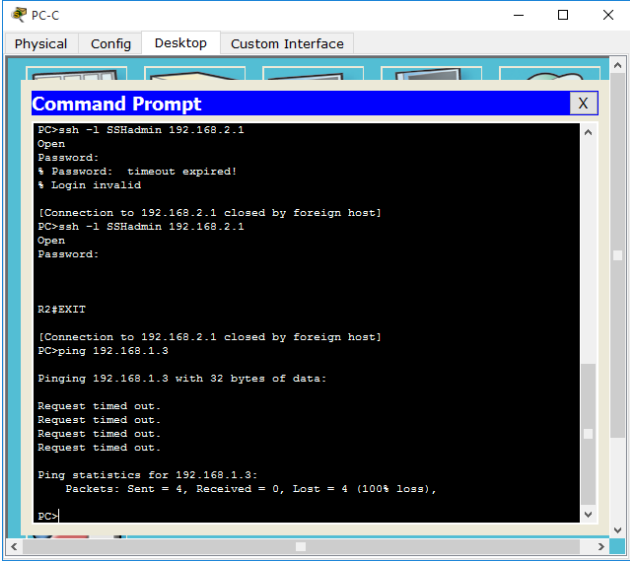 PC-C
Physical Config Desktop Custom Interface
Command Prompt X
PC>ssh -l SSHadmin 192.168.2.1
Open
Password:
% Password:  timeout expired!
% Login invalid
[Connection to 192.168.2.1 closed by foreign host]
PC>ssh -l SSHadmin 192.168.2.1
Open
Password:
R2#EXIT
[Connection to 192.168.2.1 closed by foreign host]
PC>ping 192.168.1.3
Pinging 192.168.1.3 with 32 bytes of data:
Request timed out.
Request timed out.
Request timed out.
Request timed out.
Ping statistics for 192.168.1.3:
    Packets: Sent = 4, Received = 0, Lost = 4 (100% loss),
PC>